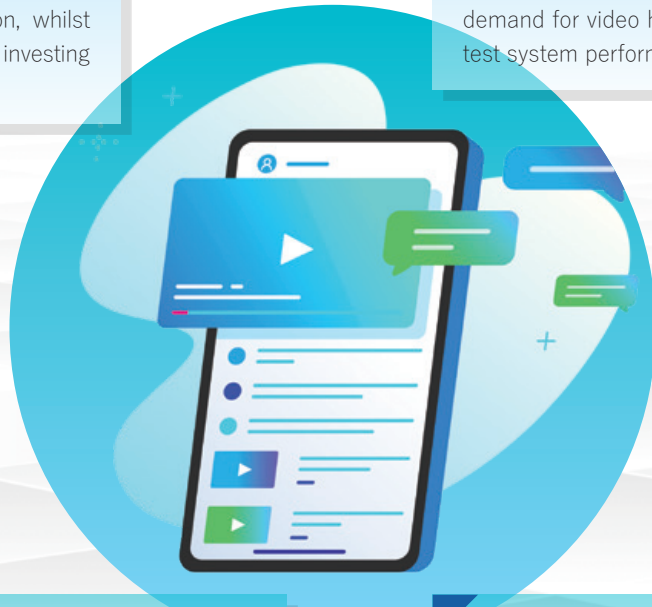 on, whilst
investing
demand for video h
test system perform